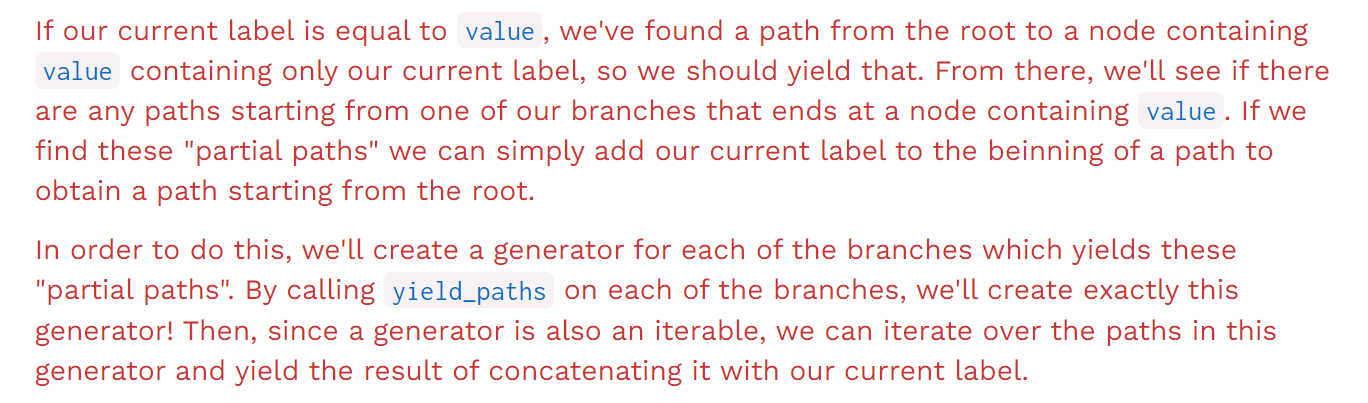 If our current label is equal to value, we've found a path from the root to a node containing
value containing only our current label, so we should yield that. From there, we'll see if there
are any paths starting from one of our branches that ends at a node containing value. If we
find these "partial paths" we can simply add our current label to the beinning of a path to
obtain a path starting from the root.
In order to do this, we'll create a generator for each of the branches which yields these
"partial paths". By calling yield_paths on each of the branches, we'll create exactly this
generator! Then, since a generator is also an iterable, we can iterate over the paths in this
generator and yield the result of concatenating it with our current label.